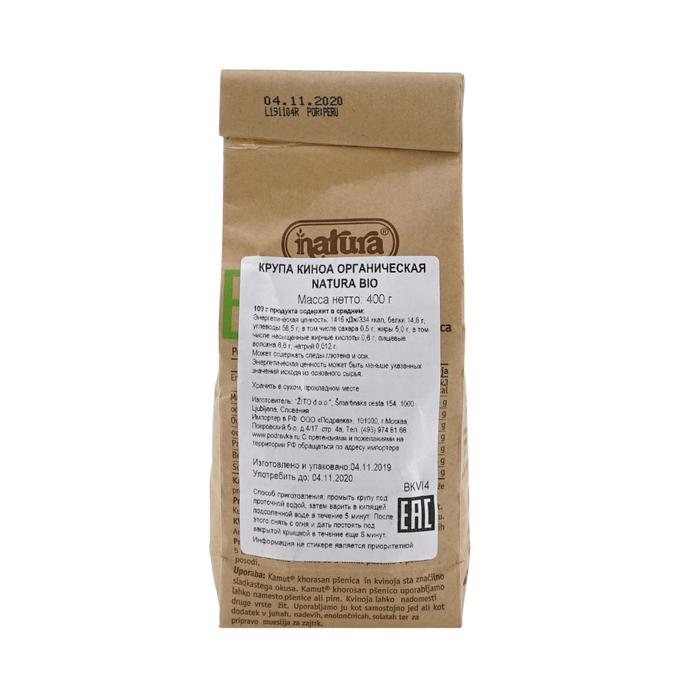 04.11.2020
L191104R POR:PERU
natura®
КРУПА КИНОА ОРГАНИЧЕСКАЯ
NATURA BIO
Масса нетто: 400 г
100 г продукта содержит в среднем:
Энергетическая ценность: 1415 кДж/334 ккал, белки 14,8 г,
углеводы 58,5 г, в том числе сахара 0,5 г, жиры 5,0 г, в том
числе насыщенные жирные кислоты 0,6 г, пищевые
волокна 6,6 г, натрий 0,012 г.
Может содержать следы глютена и сои.
Энергетическая ценность может быть меньше указанных
значений исходя из основного сырья.
Хранить в сухом, прохладном месте
Изготовитель: "ŽITO d.o.o.", Šmartinska cesta 154, 1000
Ljubljana, Словения
Импортер в РФ: ООО «Подравка», 101000, г.Москва,
Покровский б-р, д.4/17, стр. 4а, Тел. (495) 974 81 66
www.podravka.ru С претензиями и пожеланиями на
территории РФ обращаться по адресу импортера
Изготовлено и упаковано:04.11.2019
Употребить до: 04.11.2020
BKVI4
Способ приготовления: промыть крупу под
проточной водой, затем варить в кипящей
подсоленной воде в течение 5 минут. После
этого снять с огня и дать постоять под
закрытой крышкой в течение еще 5 минут.
EAC
Информация на стикере является приоритетной
posodi.
Uporaba: Kamut® khorasan pšenica in kvinoja sta značilno
sladkastega okusa. Kamut® khorasan pšenico uporabljamo
lahko namesto pšenice ali pire. Kvinoja lahko nadomesti
druge vrste žit. Uporabljamo ju kot samostojno jed ali kot
dodatek v juhah, nadevih, enolončnicah, solatah ter za
pripravo mueslija za zajtrk.